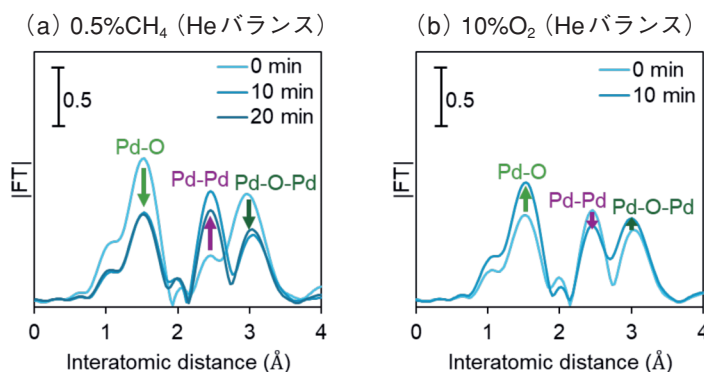 (a) 0.5%CH₄ (Heバランス)
0.5
0 min
10 min
20 min
Pd-O
Pd-Pd
Pd-O-Pd
|FT|
0 1 2 3 4
Interatomic distance (Å)
(b) 10%O₂ (Heバランス)
0.5
0 min
10 min
Pd-O
Pd-Pd
Pd-O-Pd
|FT|
0 1 2 3 4
Interatomic distance (Å)